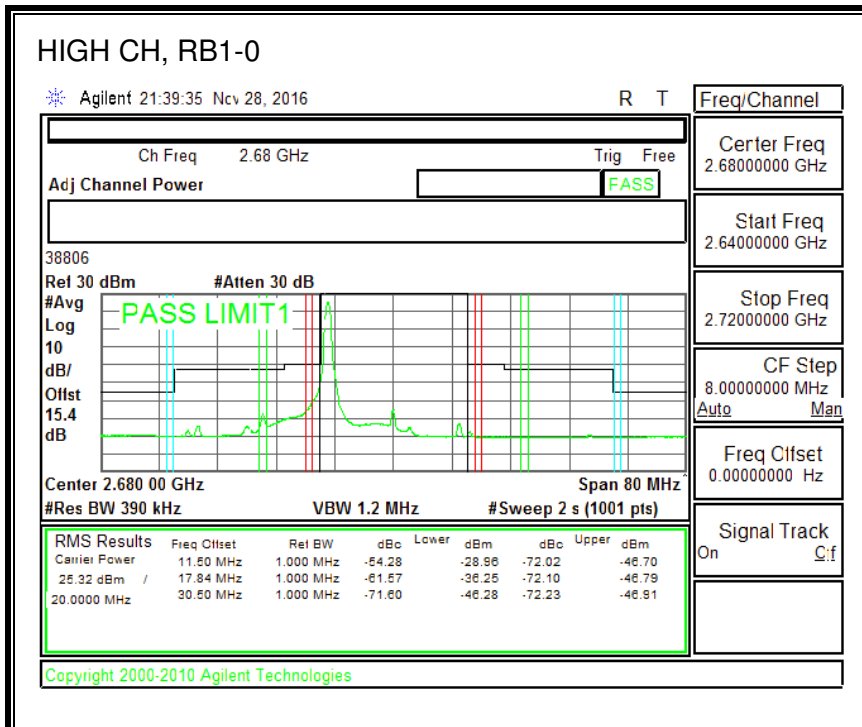 HIGH CH, RB1-0
Agilent 21:39:35 Nov 28, 2016 R T
Freq/Channel
Ch Freq 2.68 GHz Trig Free
Adj Channel Power PASS
Center Freq
2.68000000 GHz
Start Freq
2.64000000 GHz
Stop Freq
2.72000000 GHz
CF Step
8.00000000 MHz
Auto Man
Freq Offset
0.00000000 Hz
Signal Track
On Off
38806
Ref 30 dBm #Atten 30 dB
#Avg
Log
10
dB/
Offst
15.4
dB
PASS LIMIT1
Center 2.680 00 GHz Span 80 MHz^
#Res BW 390 kHz VBW 1.2 MHz #Sweep 2 s (1001 pts)
RMS Results Freq Offset Ref BW dBc Lower dBm dBc Upper dBm
Carrier Power 11.50 MHz 1.000 MHz -54.28 -28.96 -72.02 -46.70
25.32 dBm / 17.84 MHz 1.000 MHz -61.57 -36.25 -72.10 -46.79
20.0000 MHz 30.50 MHz 1.000 MHz -71.60 -46.28 -72.23 -46.91
Copyright 2000-2010 Agilent Technologies